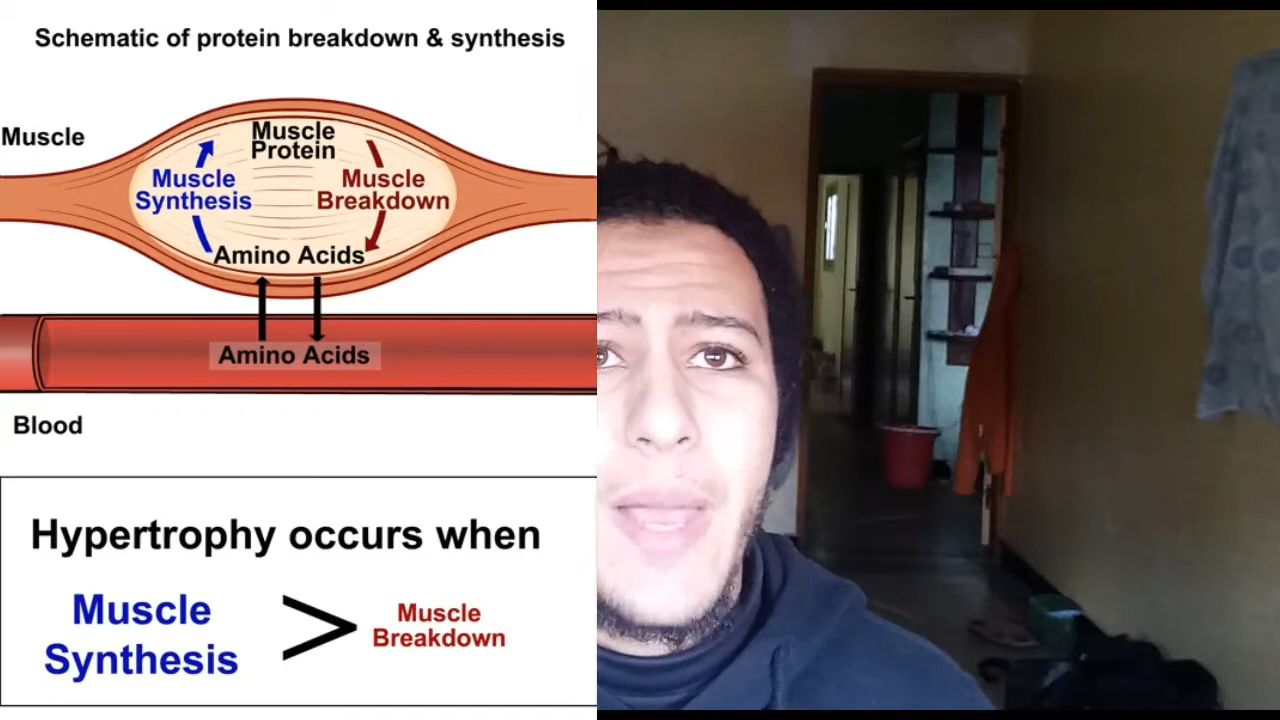 Schematic of protein breakdown & synthesis
Muscle
Muscle
Protein
Muscle
Synthesis
Muscle
Breakdown
Amino Acids
Amino Acids
Blood
Hypertrophy occurs when
Muscle
Synthesis
>
Muscle
Breakdown